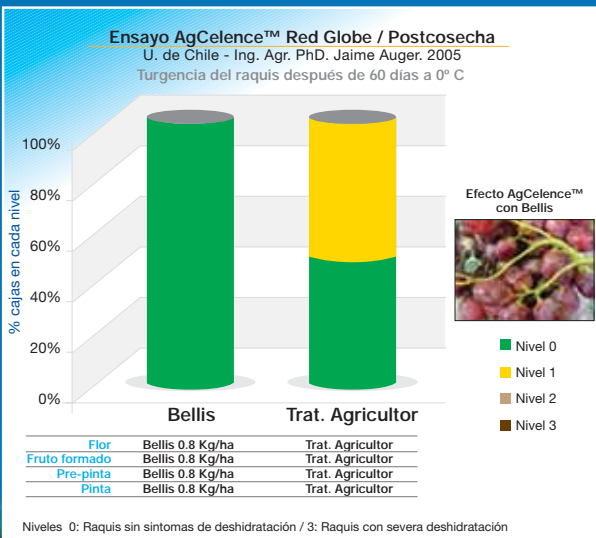 Ensayo AgCelence™ Red Globe / Postcosecha
U. de Chile - Ing. Agr. PhD. Jaime Auger. 2005
Turgencia del raquis después de 60 días a 0º C
% cajas en cada nivel
100%
80%
60%
40%
20%
0%
Bellis Trat. Agricultor
Efecto AgCelence™
con Bellis
Nivel 0
Nivel 1
Nivel 2
Nivel 3
Flor Bellis 0.8 Kg/ha Trat. Agricultor
Fruto formado Bellis 0.8 Kg/ha Trat. Agricultor
Pre-pinta Bellis 0.8 Kg/ha Trat. Agricultor
Pinta Bellis 0.8 Kg/ha Trat. Agricultor
Niveles 0: Raquis sin sintomas de deshidratación / 3: Raquis con severa deshidratación